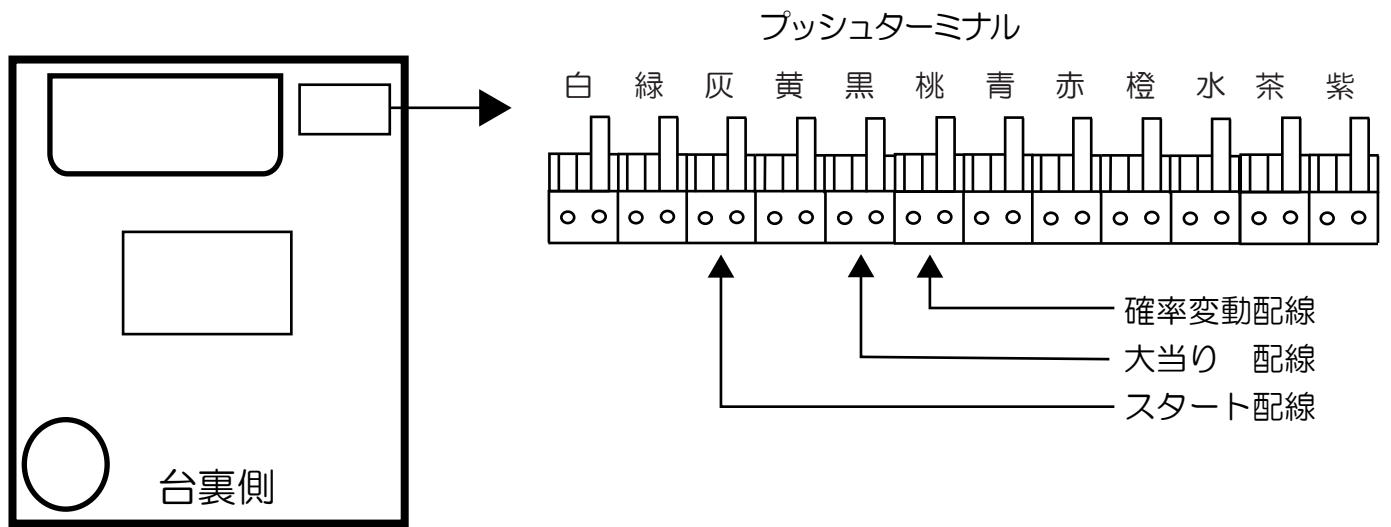 プッシュターミナル
白 緑 灰 黄 黒 桃 青 赤 橙 水 茶 紫
確率変動配線
大当り　配線
スタート配線
台裏側